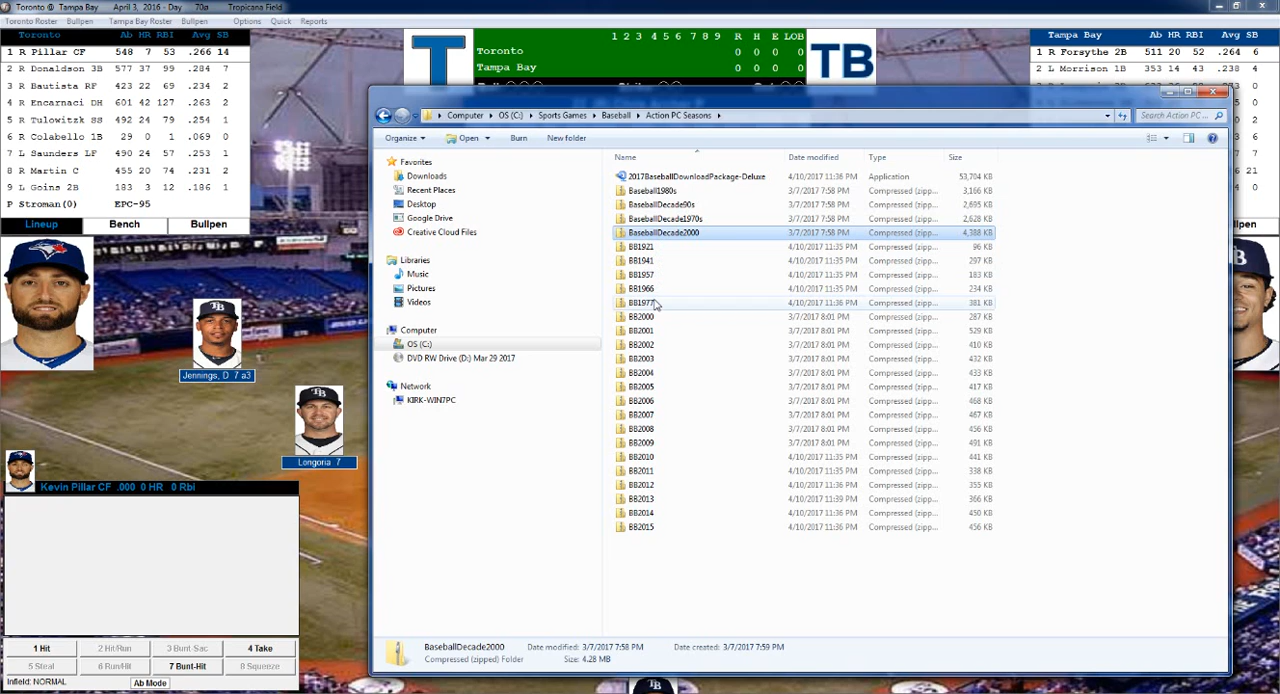 Toronto @ Tampa Bay April 3, 2016 - Day 70ø Tropicana Field
Toronto Roster Bullpen Tampa Bay Roster Bullpen Options Quick Reports
Toronto Ab HR RBI Avg SB
1 R Pillar CF 548 7 53 .266 14
2 R Donaldson 3B 577 37 99 .284 7
3 R Bautista RF 423 22 69 .234 2
4 R Encarnaci DH 601 42 127 .263 2
5 R Tulowitzk SS 492 24 79 .254 1
6 R Colabello 1B 29 0 1 .069 0
7 L Saunders LF 490 24 57 .253 1
8 R Martin C 455 20 74 .231 2
9 L Goins 2B 183 3 12 .186 1
P Stroman(0) EPC-95
Lineup Bench Bullpen
T
1 2 3 4 5 6 7 8 9 R H E LOB
Toronto 0 0 0 0
Tampa Bay 0 0 0 0
TB
Tampa Bay Ab HR RBI Avg SB
1 R Forsythe 2B 511 20 52 .264 6
2 L Morrison 1B 353 14 43 .238 4
Computer OS (C:) Sports Games Baseball Action PC Seasons
Search Action PC ...
Organize Open Burn New folder
Favorites
Downloads
Recent Places
Desktop
Google Drive
Creative Cloud Files
Libraries
Music
Pictures
Videos
Computer
OS (C:)
DVD RW Drive (D:) Mar 29 2017
Network
KIRK-WIN7PC
Name Date modified Type Size
2017BaseballDownloadPackage-Deluxe 4/10/2017 11:36 PM Application 53,704 KB
Baseball1980s 3/7/2017 7:58 PM Compressed (zipp... 3,166 KB
BaseballDecade90s 3/7/2017 7:58 PM Compressed (zipp... 2,695 KB
BaseballDecade1970s 3/7/2017 7:58 PM Compressed (zipp... 2,628 KB
BaseballDecade2000 3/7/2017 7:58 PM Compressed (zipp... 4,388 KB
BB1921 4/10/2017 11:35 PM Compressed (zipp... 96 KB
BB1941 4/10/2017 11:35 PM Compressed (zipp... 297 KB
BB1957 4/10/2017 11:35 PM Compressed (zipp... 183 KB
BB1966 4/10/2017 11:35 PM Compressed (zipp... 234 KB
BB1977 4/10/2017 11:36 PM Compressed (zipp... 381 KB
BB2000 3/7/2017 8:01 PM Compressed (zipp... 287 KB
BB2001 3/7/2017 8:01 PM Compressed (zipp... 529 KB
BB2002 3/7/2017 8:01 PM Compressed (zipp... 410 KB
BB2003 3/7/2017 8:01 PM Compressed (zipp... 432 KB
BB2004 3/7/2017 8:01 PM Compressed (zipp... 433 KB
BB2005 3/7/2017 8:01 PM Compressed (zipp... 417 KB
BB2006 3/7/2017 8:01 PM Compressed (zipp... 468 KB
BB2007 3/7/2017 8:01 PM Compressed (zipp... 467 KB
BB2008 3/7/2017 8:01 PM Compressed (zipp... 456 KB
BB2009 3/7/2017 8:01 PM Compressed (zipp... 491 KB
BB2010 4/10/2017 11:35 PM Compressed (zipp... 441 KB
BB2011 4/10/2017 11:35 PM Compressed (zipp... 338 KB
BB2012 4/10/2017 11:36 PM Compressed (zipp... 355 KB
BB2013 4/10/2017 11:39 PM Compressed (zipp... 366 KB
BB2014 4/10/2017 11:36 PM Compressed (zipp... 450 KB
BB2015 4/10/2017 11:36 PM Compressed (zipp... 456 KB
BaseballDecade2000 Date modified: 3/7/2017 7:58 PM Date created: 3/7/2017 7:59 PM
Compressed (zipped) Folder Size: 4.28 MB
Jennings, D 7 a3
Longoria 7
Kevin Pillar CF .000 0 HR 0 Rbi
1 Hit 2 Hit/Run 3 Bunt-Sac 4 Take
5 Steal 6 Run/Hit 7 Bunt-Hit 8 Squeeze
Infield: NORMAL Ab Mode